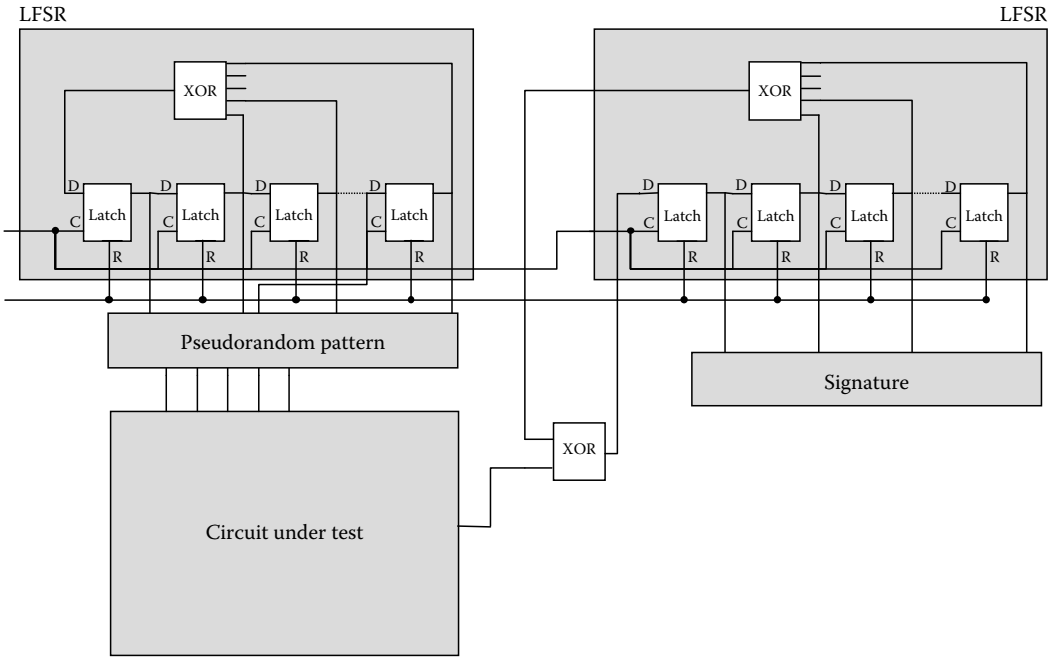 LFSR
LFSR
XOR
XOR
D
D
D
D
Latch
Latch
Latch
Latch
C
C
C
C
R
R
R
R
D
D
D
D
Latch
Latch
Latch
Latch
C
C
C
C
R
R
R
R
Pseudorandom pattern
Signature
XOR
Circuit under test